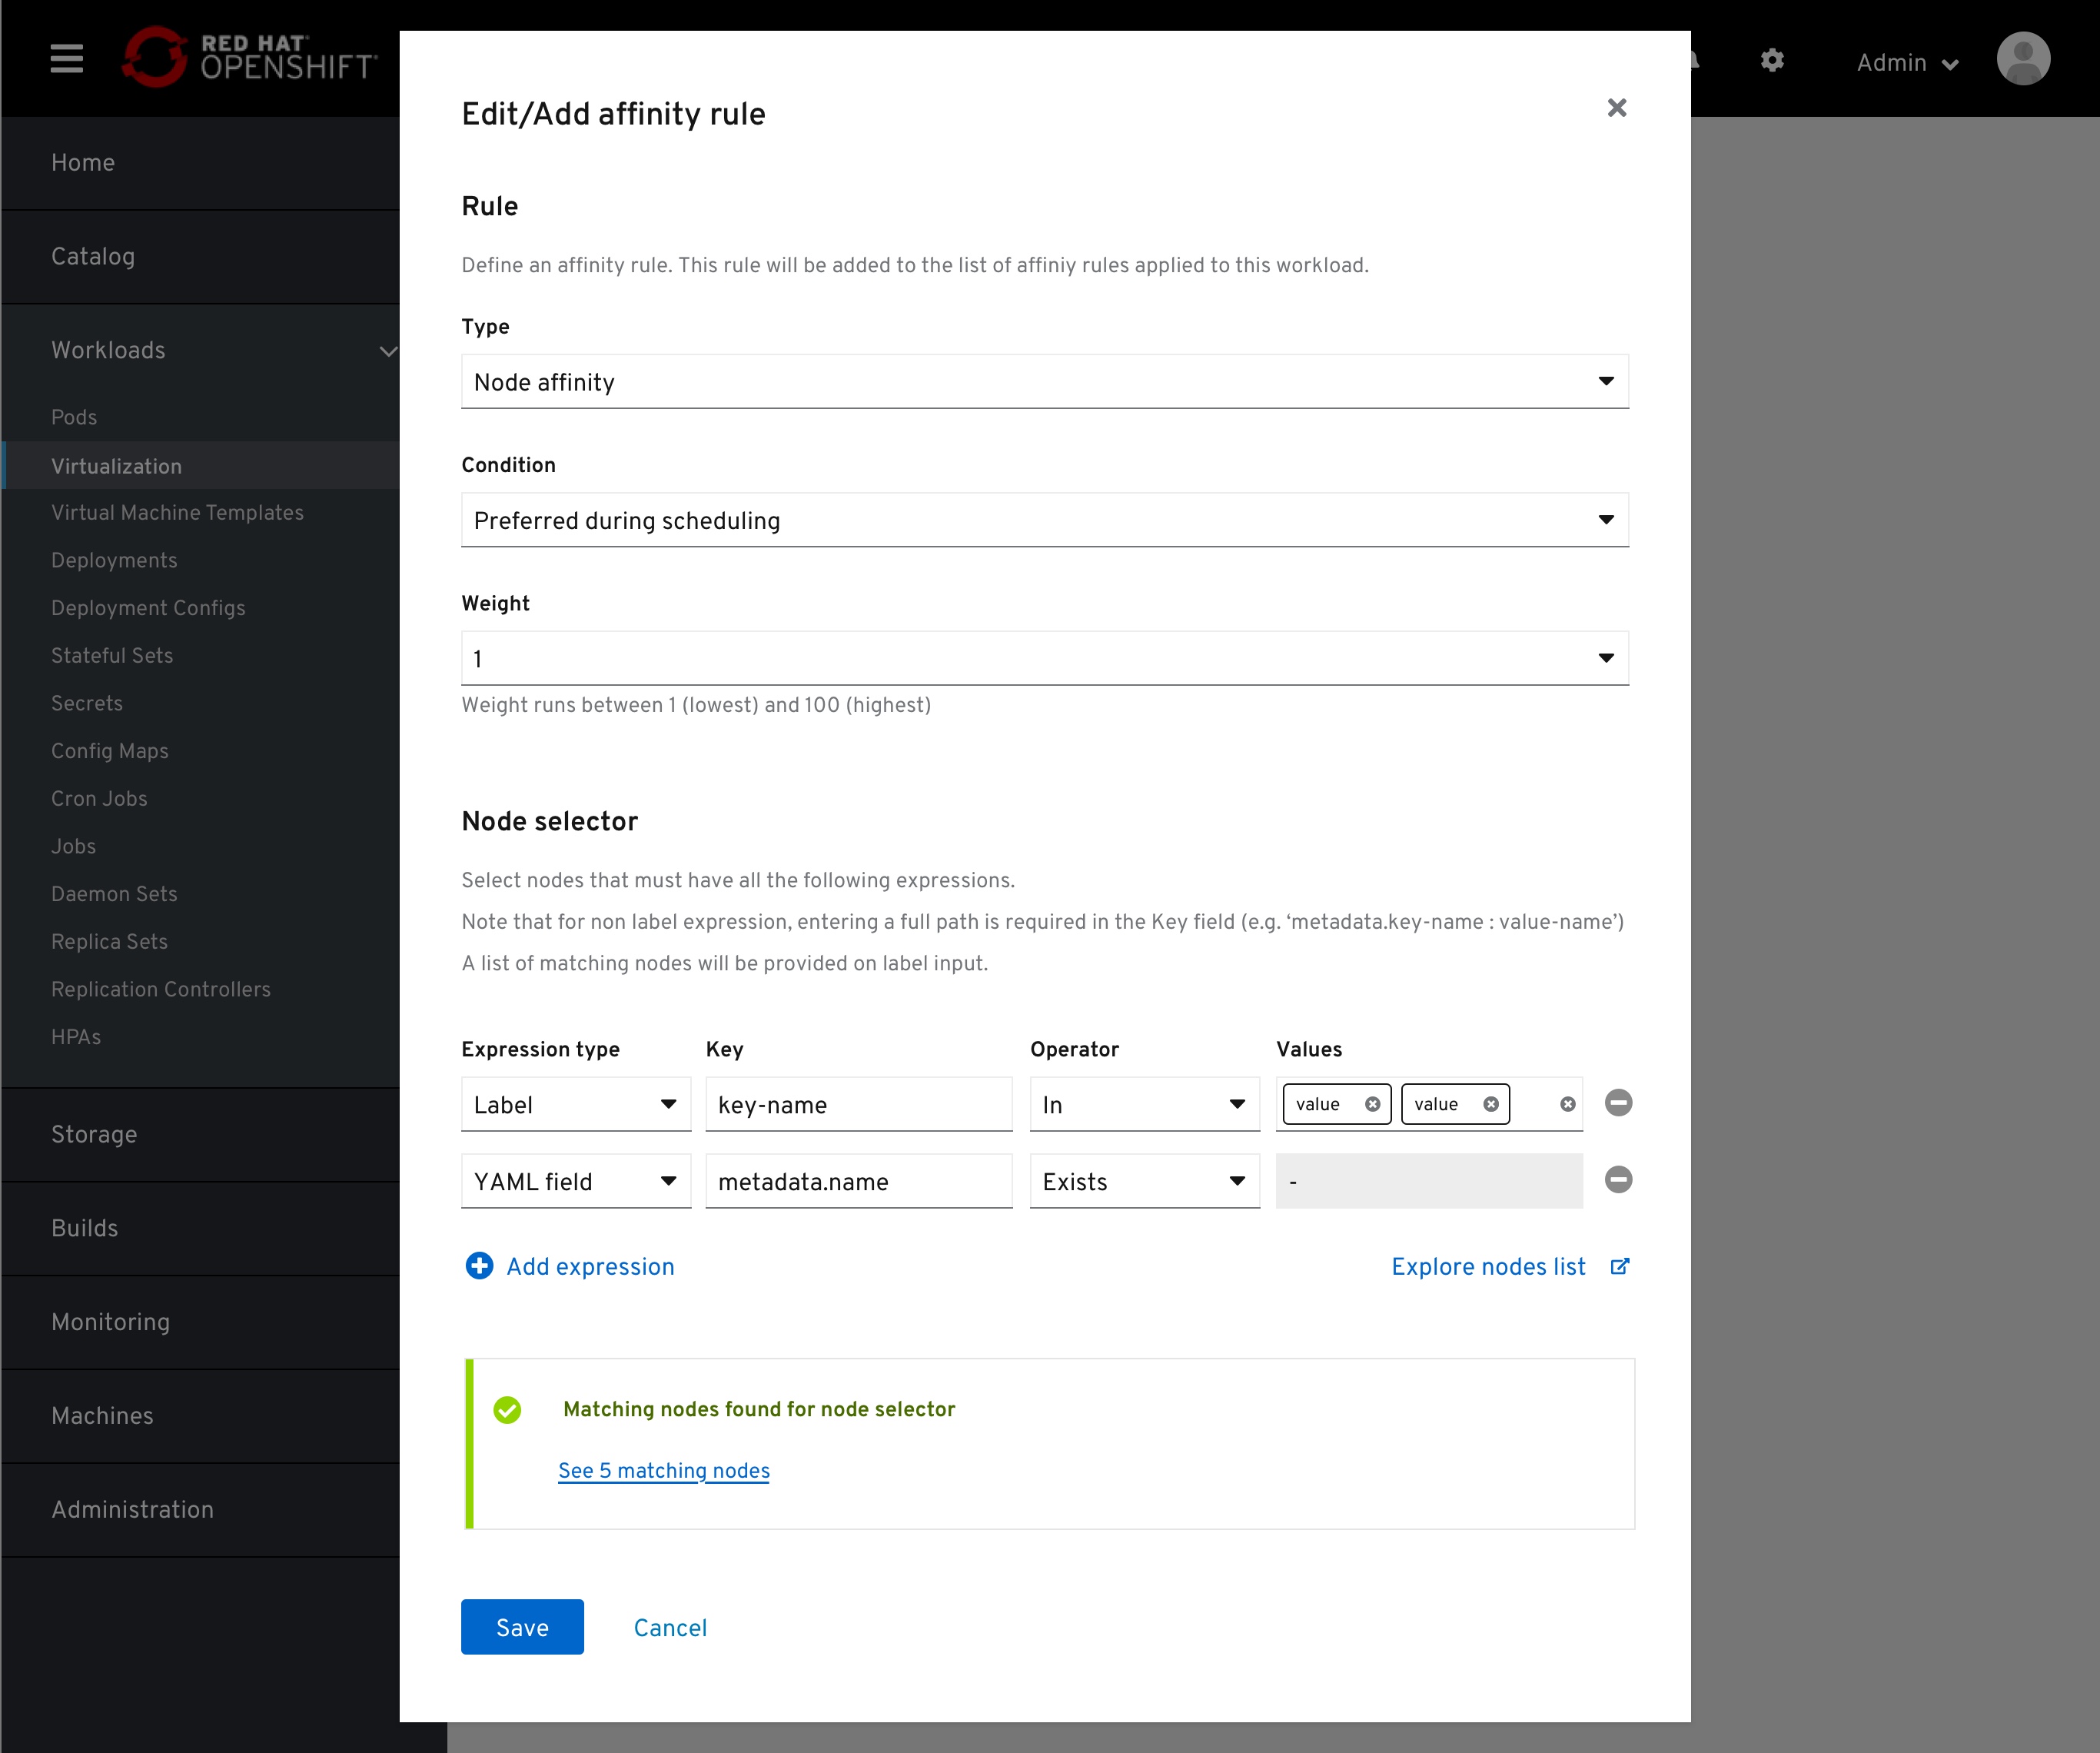 RED HAT
OPENSHIFT
Admin
Home
Catalog
Workloads
Pods
Virtualization
Virtual Machine Templates
Deployments
Deployment Configs
Stateful Sets
Secrets
Config Maps
Cron Jobs
Jobs
Daemon Sets
Replica Sets
Replication Controllers
HPAs
Storage
Builds
Monitoring
Machines
Administration
Edit/Add affinity rule
Rule
Define an affinity rule. This rule will be added to the list of affiniy rules applied to this workload.
Type
Node affinity
Condition
Preferred during scheduling
Weight
1
Weight runs between 1 (lowest) and 100 (highest)
Node selector
Select nodes that must have all the following expressions.
Note that for non label expression, entering a full path is required in the Key field (e.g. ‘metadata.key-name : value-name’)
A list of matching nodes will be provided on label input.
Expression type Key Operator Values
Label key-name In value value
YAML field metadata.name Exists -
Add expression Explore nodes list
Matching nodes found for node selector
See 5 matching nodes
Save Cancel